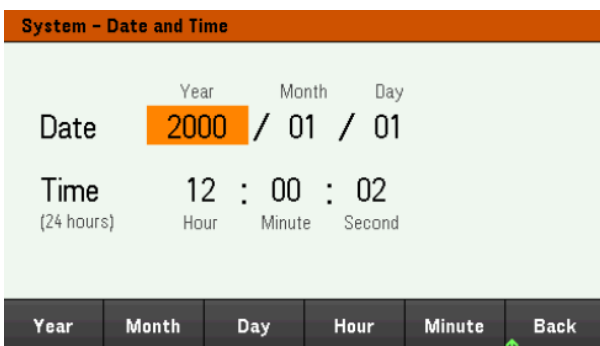 System – Date and Time
Year Month Day
Date 2000 / 01 / 01
Time 12 : 00 : 02
(24 hours) Hour Minute Second
Year Month Day Hour Minute Back